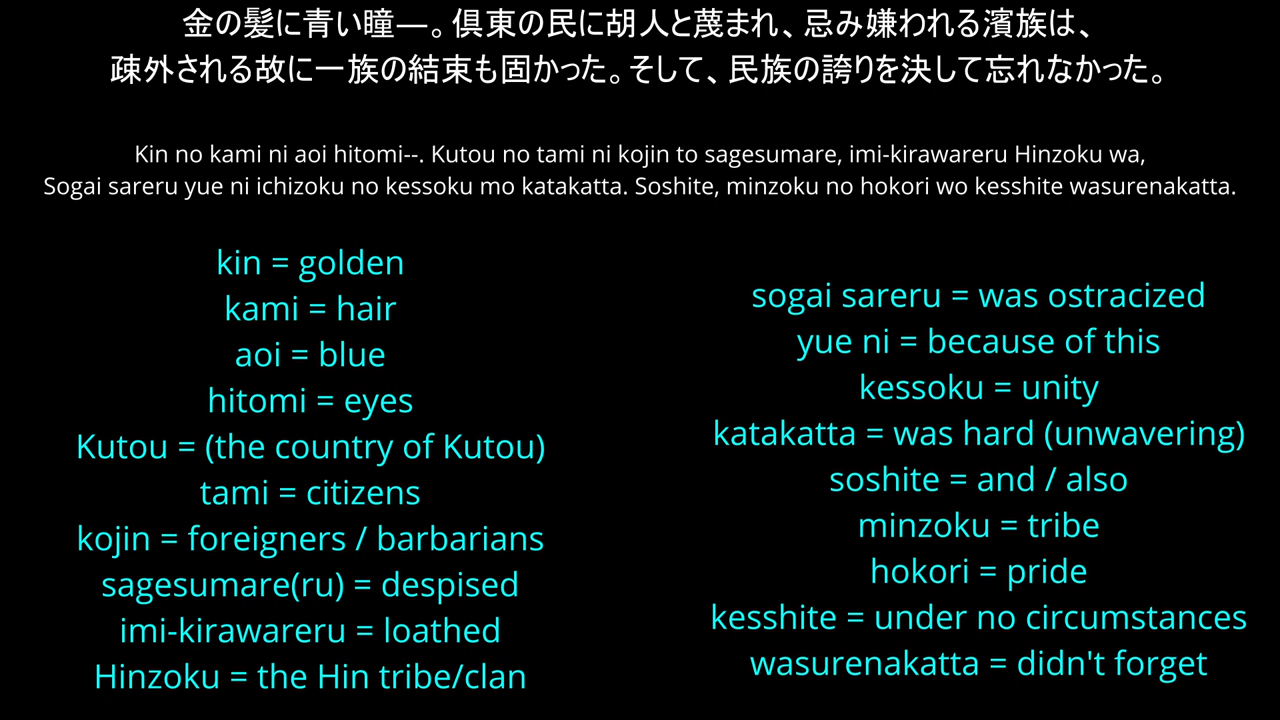 金の髪に青い瞳―。倶東の民に胡人と蔑まれ、忌み嫌われる濱族は、
疎外される故に一族の結束も固かった。そして、民族の誇りを決して忘れなかった。
Kin no kami ni aoi hitomi--. Kutou no tami ni kojin to sagesumare, imi-kirawareru Hinzoku wa,
Sogai sareru yue ni ichizoku no kessoku mo katakatta. Soshite, minzoku no hokori wo kesshite wasurenakatta.
kin = golden
kami = hair
aoi = blue
hitomi = eyes
Kutou = (the country of Kutou)
tami = citizens
kojin = foreigners / barbarians
sagesumare(ru) = despised
imi-kirawareru = loathed
Hinzoku = the Hin tribe/clan
sogai sareru = was ostracized
yue ni = because of this
kessoku = unity
katakatta = was hard (unwavering)
soshite = and / also
minzoku = tribe
hokori = pride
kesshite = under no circumstances
wasurenakatta = didn't forget